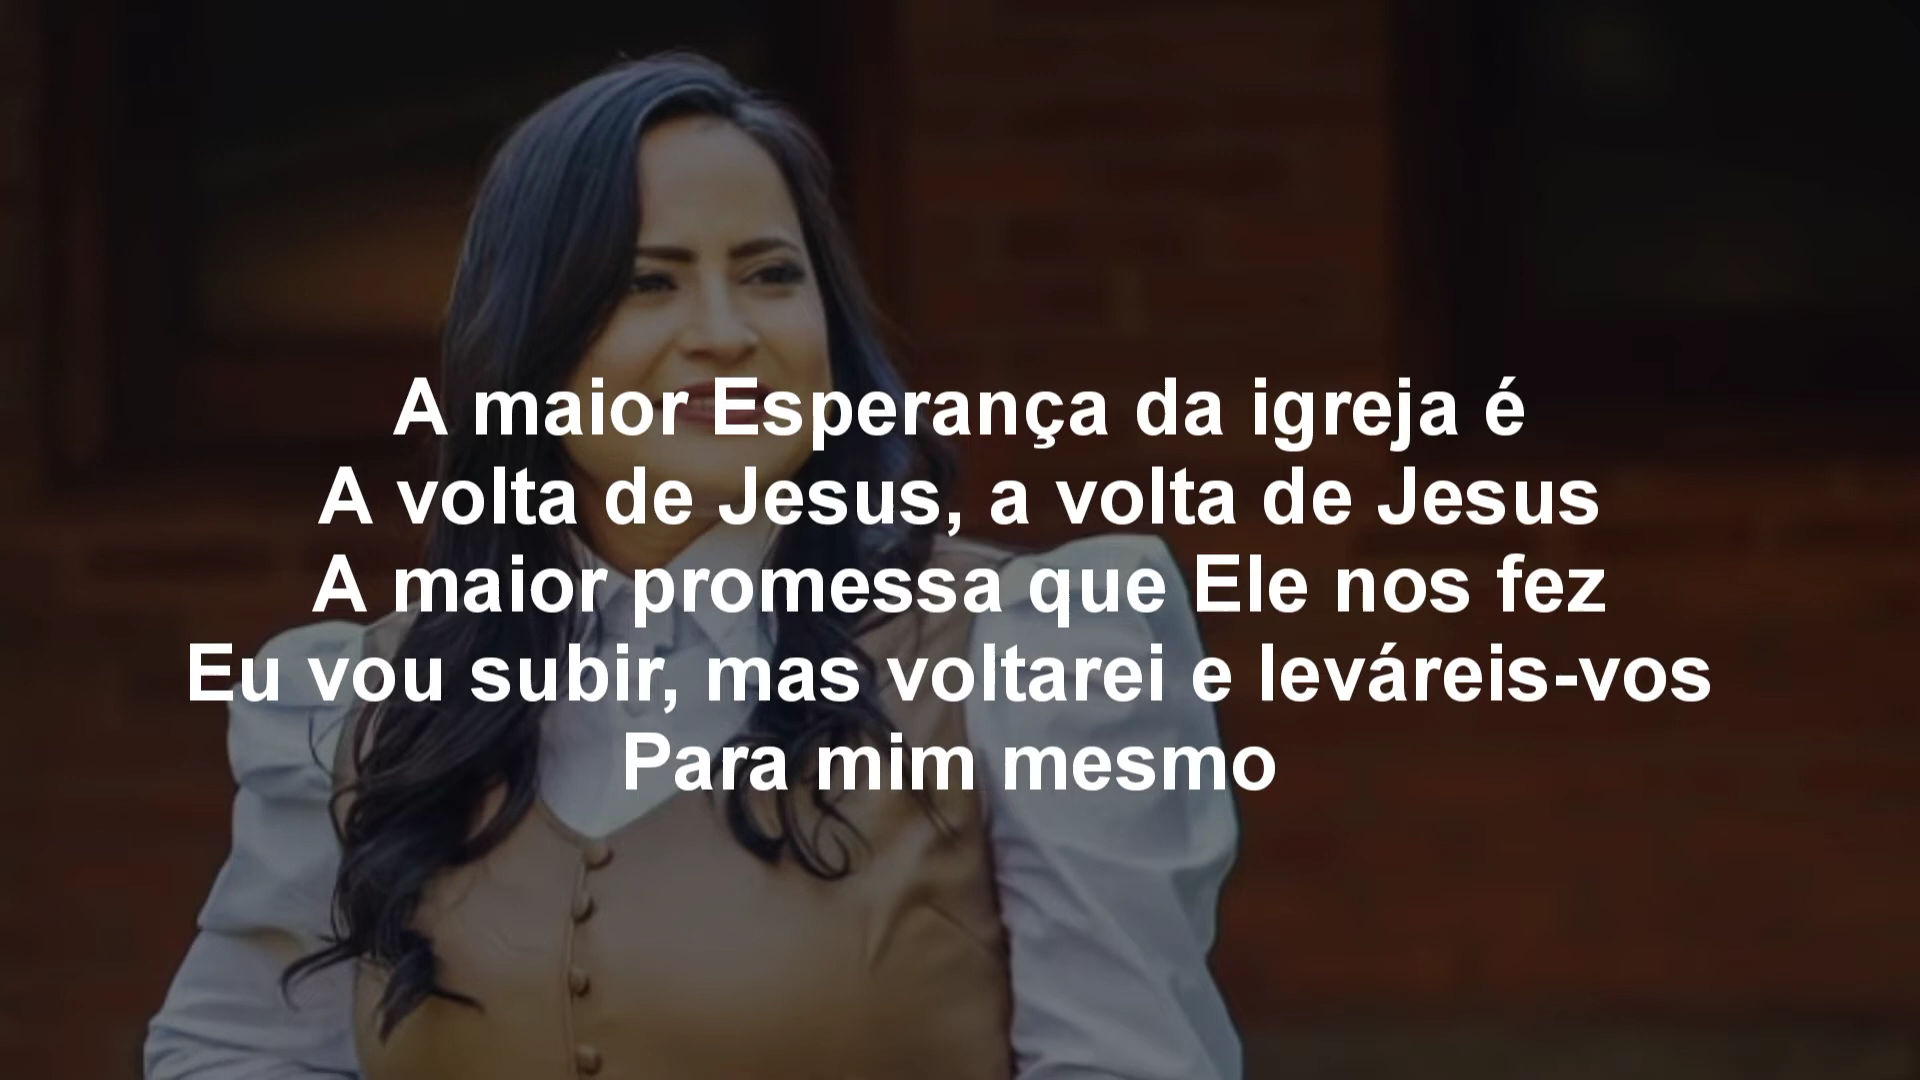 A maior Esperança da igreja é
A volta de Jesus, a volta de Jesus
A maior promessa que Ele nos fez
Eu vou subir, mas voltarei e leváreis-vos
Para mim mesmo